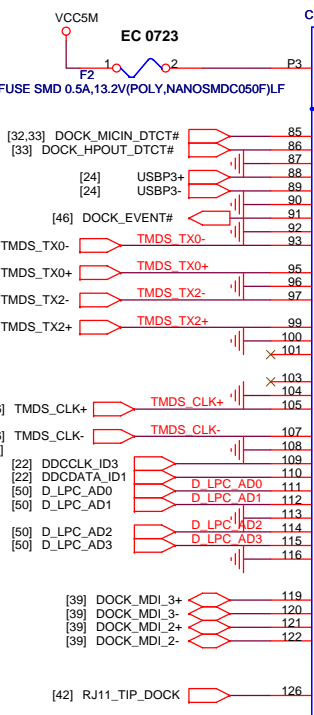 VCC5M
C
EC 0723
1 2 P3
F2
FUSE SMD 0.5A,13.2V(POLY,NANOSMDC050F)LF
[32,33] DOCK_MICIN_DTCT# 85
[33] DOCK_HPOUT_DTCT# 86
87
[24] USBP3+ 88
[24] USBP3- 89
90
[46] DOCK_EVENT# 91
92
TMDS_TX0- TMDS_TX0- 93
TMDS_TX0+ TMDS_TX0+ 95
96
TMDS_TX2- TMDS_TX2- 97
TMDS_TX2+ TMDS_TX2+ 99
100
101
103
104
] TMDS_CLK+ TMDS_CLK+ 105
] TMDS_CLK- TMDS_CLK- 107
] 108
[22] DDCCLK_ID3 109
[22] DDCDATA_ID1 110
[50] D_LPC_AD0 D_LPC_AD0 111
[50] D_LPC_AD1 D_LPC_AD1 112
113
[50] D_LPC_AD2 D_LPC_AD2 114
[50] D_LPC_AD3 D_LPC_AD3 115
116
[39] DOCK_MDI_3+ 119
[39] DOCK_MDI_3- 120
[39] DOCK_MDI_2+ 121
[39] DOCK_MDI_2- 122
[42] RJ11_TIP_DOCK 126